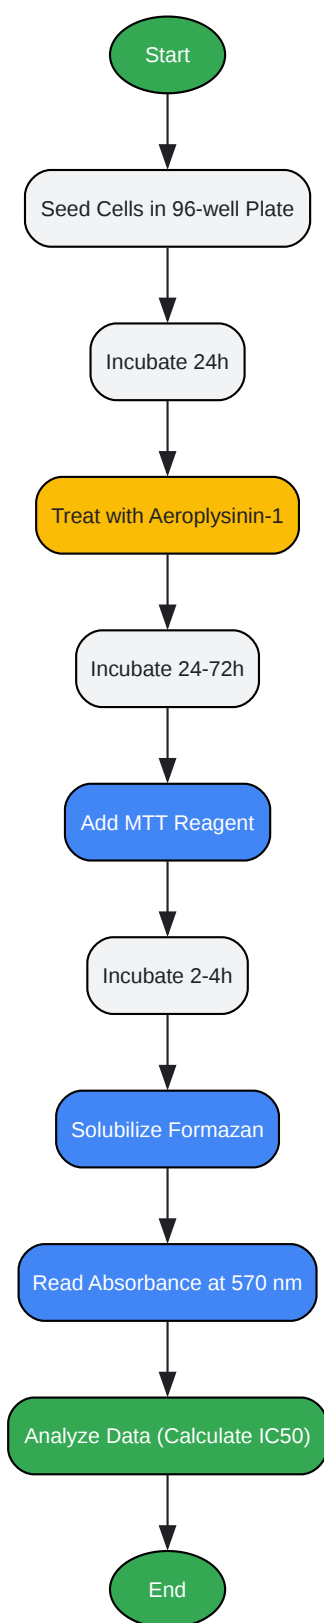 Start
Seed Cells in 96-well Plate
Incubate 24h
Treat with Aeroplysinin-1
Incubate 24-72h
Add MTT Reagent
Incubate 2-4h
Solubilize Formazan
Read Absorbance at 570 nm
Analyze Data (Calculate IC50)
End